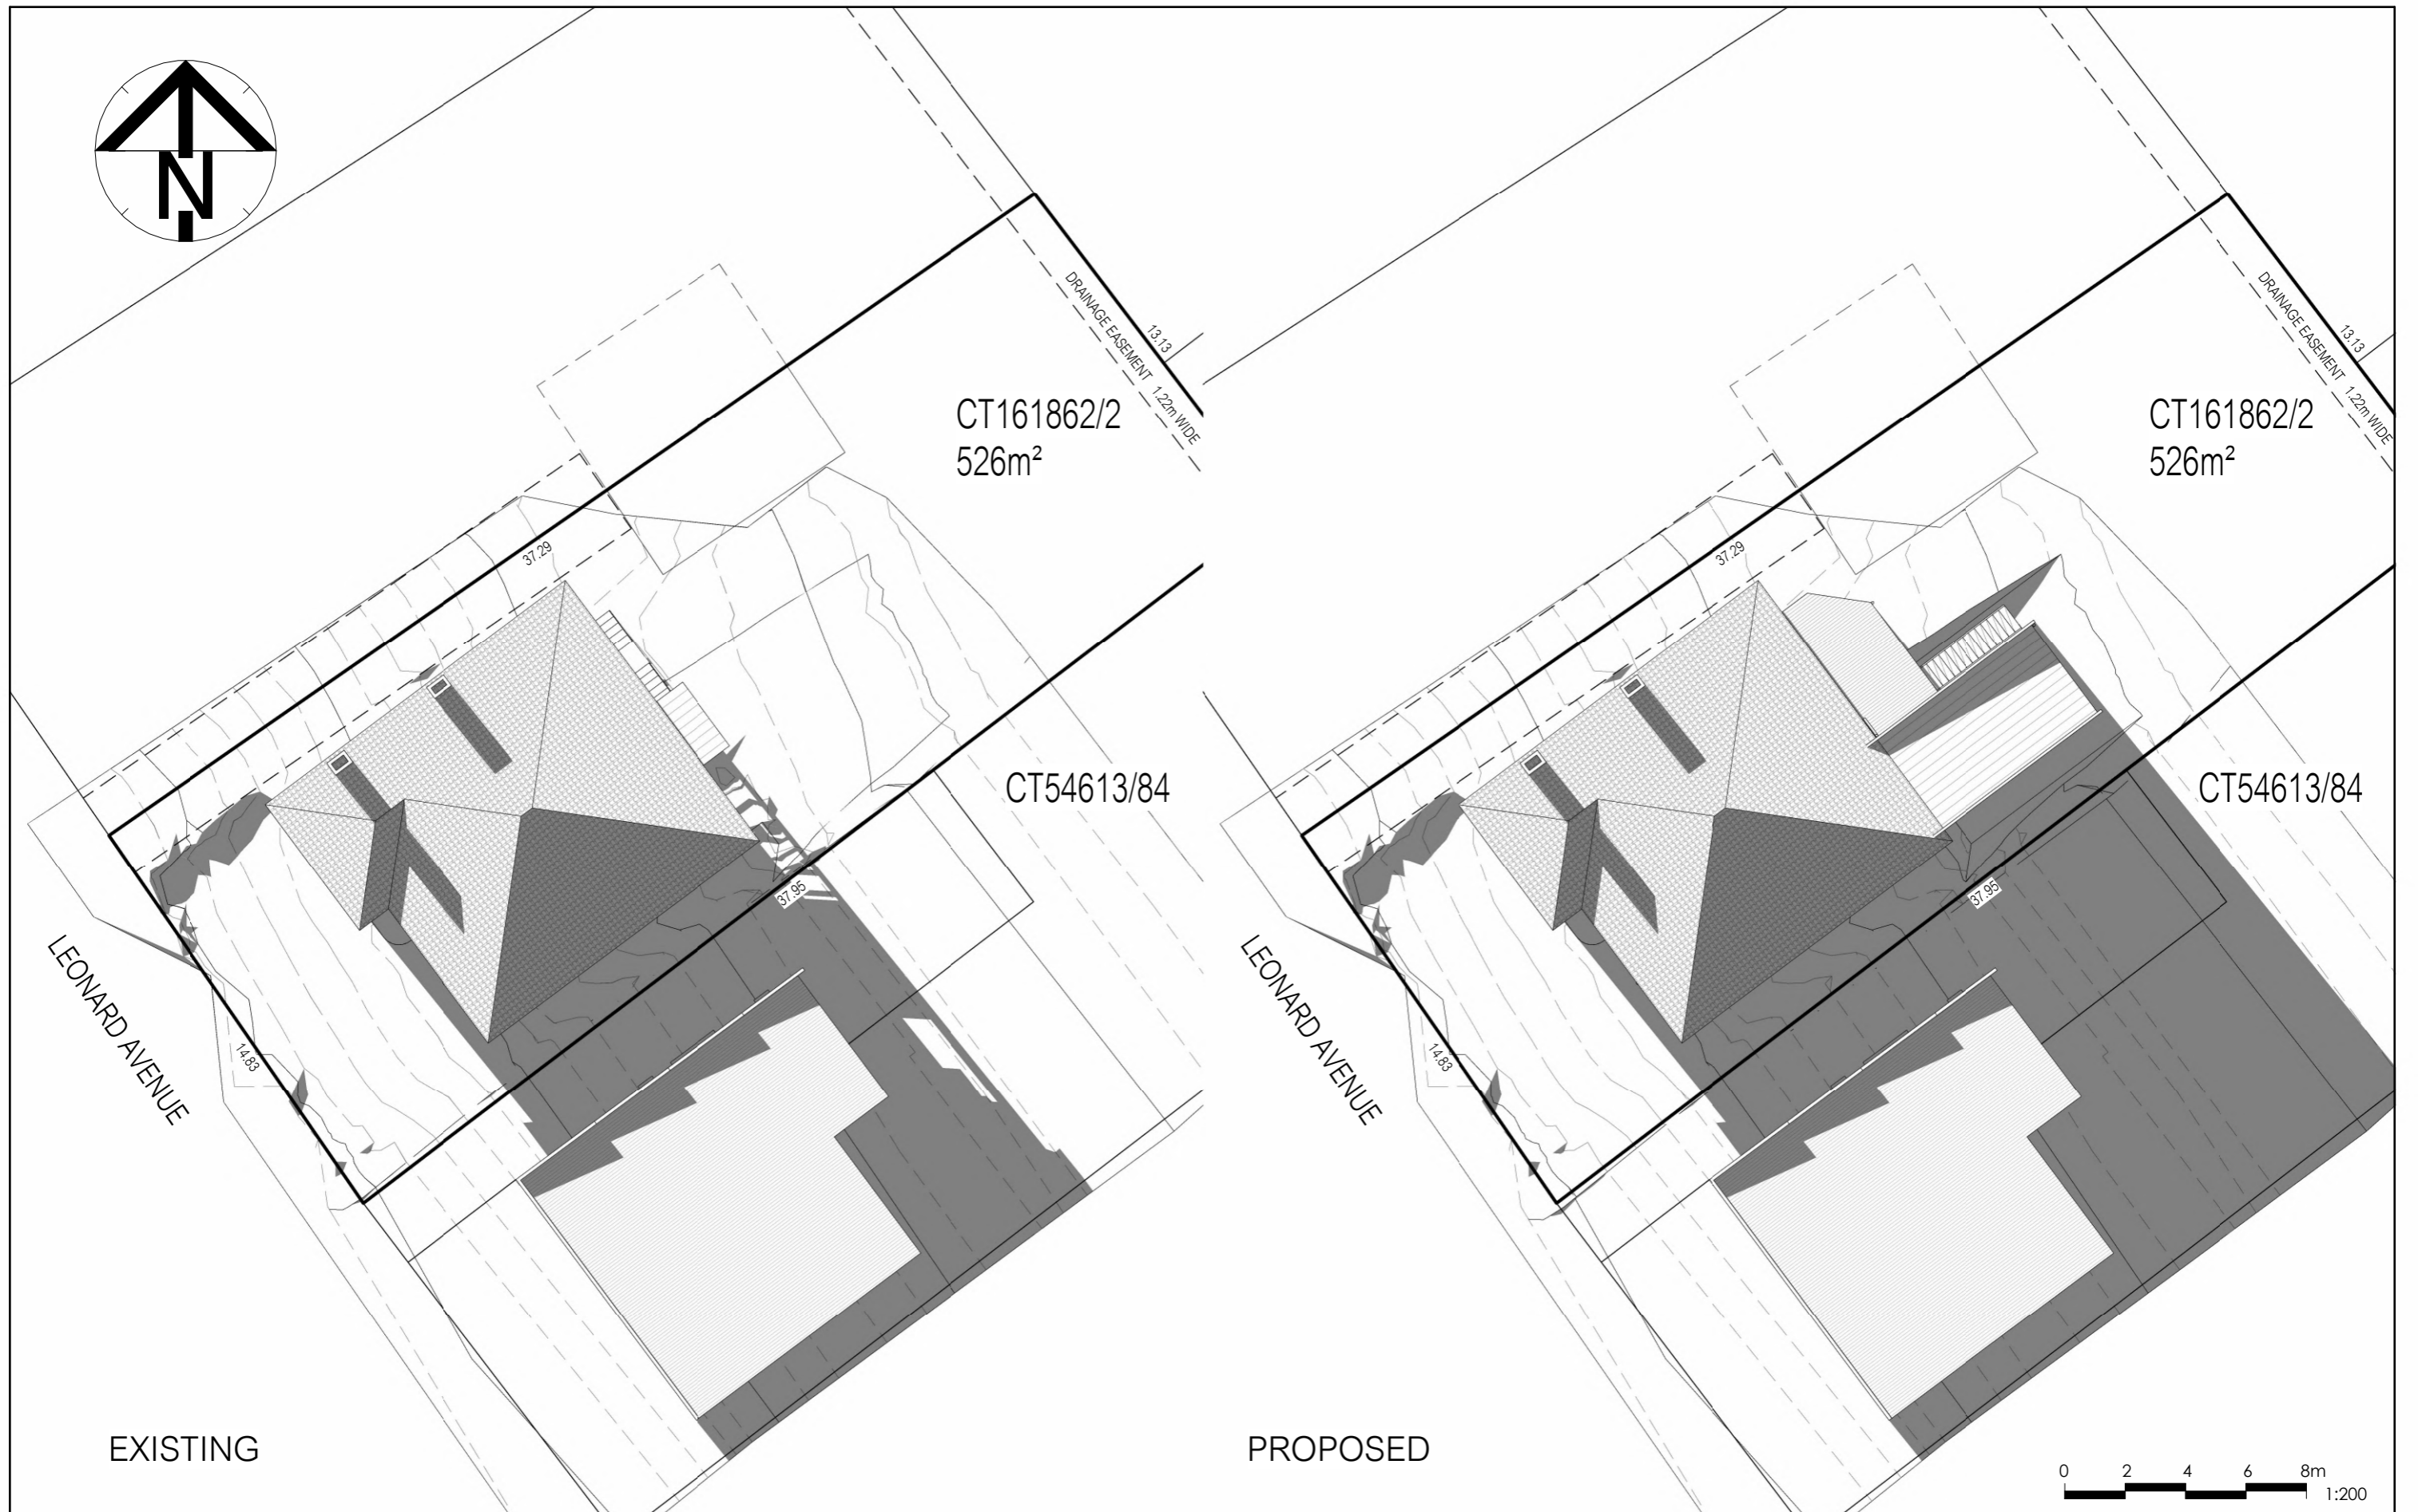 N
DRAINAGE EASEMENT 1.22m WIDE
13.13
CT161862/2
526m²
37.29
CT54613/84
37.95
LEONARD AVENUE
14.83
EXISTING
DRAINAGE EASEMENT 1.22m WIDE
13.13
CT161862/2
526m²
37.29
CT54613/84
37.95
LEONARD AVENUE
14.83
PROPOSED
0 2 4 6 8m
1:200